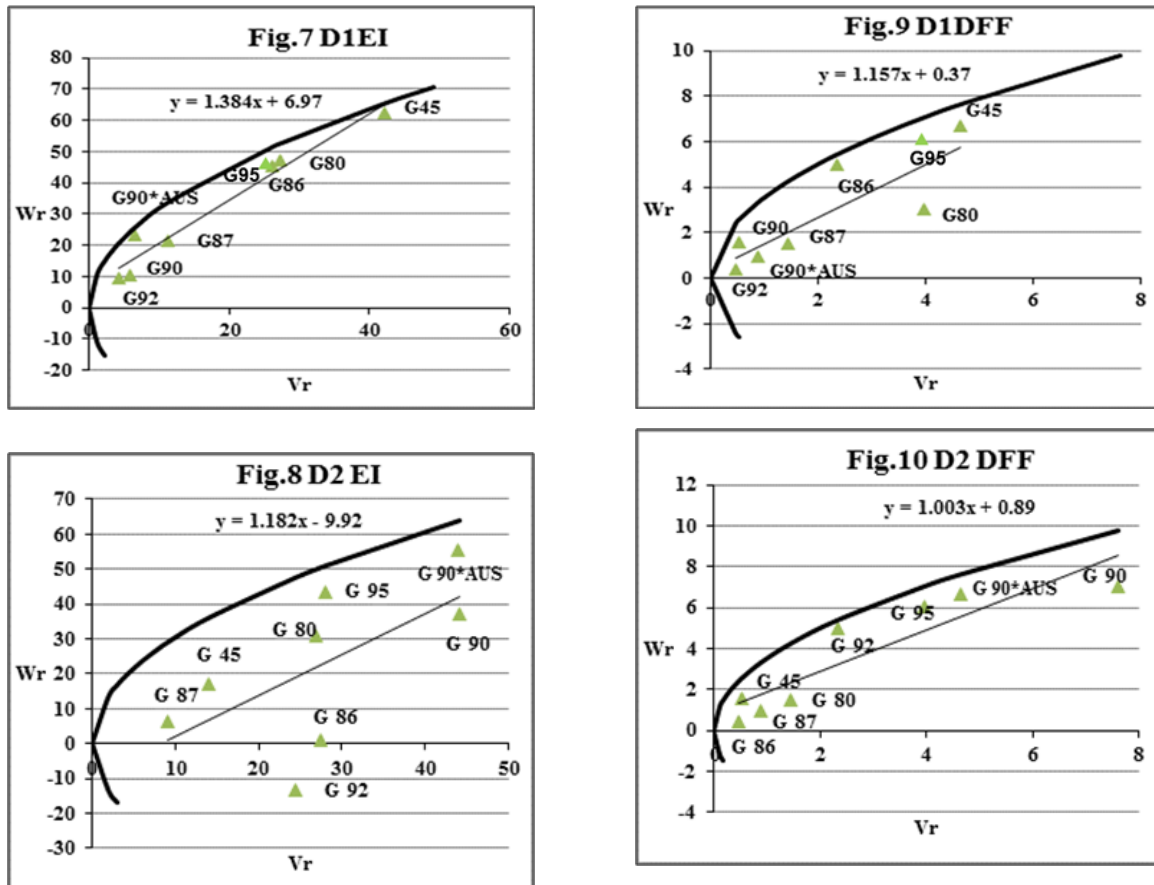 Fig.7 D1EI
80
70
60
50
40
30
20
10
0
-10
-20
Wr
y = 1.384x + 6.97
G45
G95
G80
G86
G90*AUS
G87
G90
G92
0
20
40
60
Vr
Fig.9 D1DFF
10
8
6
4
2
0
-2
-4
Wr
y = 1.157x + 0.37
G45
G95
G86
G80
G90
G87
G90*AUS
G92
0
2
4
6
8
Vr
Fig.8 D2 EI
70
60
50
40
30
20
10
0
-10
-20
-30
Wr
y = 1.182x - 9.92
G 90*AUS
G 95
G 80
G 90
G 45
G 87
G 86
G 92
0
10
20
30
40
50
Vr
Fig.10 D2 DFF
12
10
8
6
4
2
0
-2
-4
Wr
y = 1.003x + 0.89
G 90
G 90*AUS
G 95
G 92
G 45
G 80
G 87
G 86
0
2
4
6
8
Vr